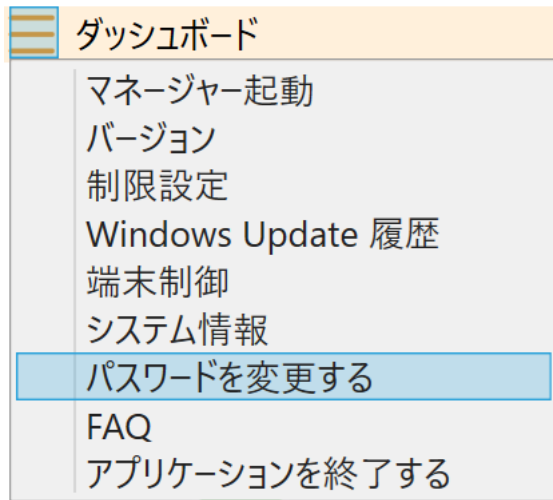 ダッシュボード
マネージャー起動
バージョン
制限設定
Windows Update 履歴
端末制御
システム情報
パスワードを変更する
FAQ
アプリケーションを終了する